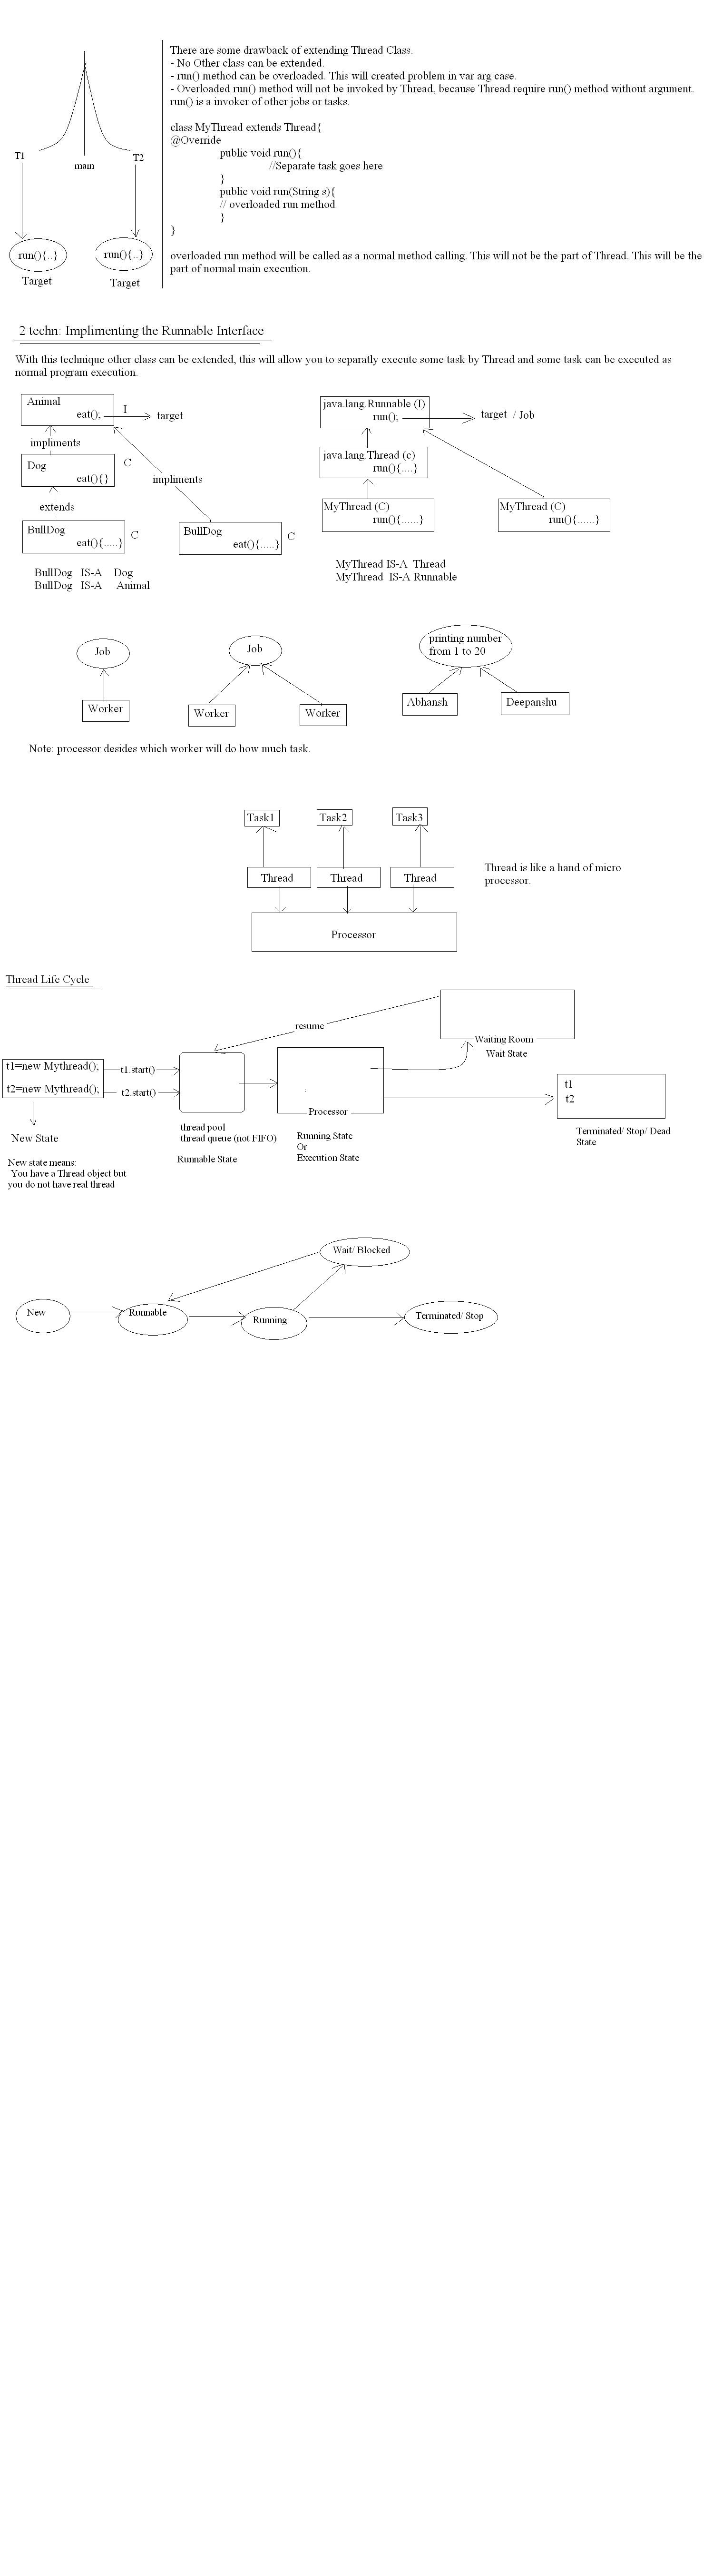 There are some drawback of extending Thread Class.
- No Other class can be extended.
- run() method can be overloaded. This will created problem in var arg case.
- Overloaded run() method will not be invoked by Thread, because Thread require run() method without argument.
run() is a invoker of other jobs or tasks.
class MyThread extends Thread{
@Override
public void run(){
//Separate task goes here
}
public void run(String s){
// overloaded run method
}
}
overloaded run method will be called as a normal method calling. This will not be the part of Thread. This will be the
part of normal main execution.
T1
main
T2
run(){..}
run(){..}
Target
Target
2 techn: Implimenting the Runnable Interface
With this technique other class can be extended, this will allow you to separatly execute some task by Thread and some task can be executed as
normal program execution.
Animal
eat();
I
target
impliments
Dog
eat(){}
C
impliments
extends
BullDog
eat(){.....}
C
BullDog
eat(){.....}
C
BullDog IS-A Dog
BullDog IS-A Animal
java.lang.Runnable (I)
run();
target / Job
java.lang.Thread (c)
run(){....}
MyThread (C)
run(){......}
MyThread (C)
run(){......}
MyThread IS-A Thread
MyThread IS-A Runnable
Job
Worker
Job
Worker
Worker
printing number
from 1 to 20
Abhansh
Deepanshu
Note: processor desides which worker will do how much task.
Task1
Task2
Task3
Thread
Thread
Thread
Processor
Thread is like a hand of micro
processor.
Thread Life Cycle
resume
Waiting Room
Wait State
t1=new Mythread();
t2=new Mythread();
t1.start()
t2.start()
Processor
t1
t2
New State
thread pool
thread queue (not FIFO)
Runnable State
Running State
Or
Execution State
Terminated/ Stop/ Dead
State
New state means:
You have a Thread object but
you do not have real thread
Wait/ Blocked
New
Runnable
Running
Terminated/ Stop